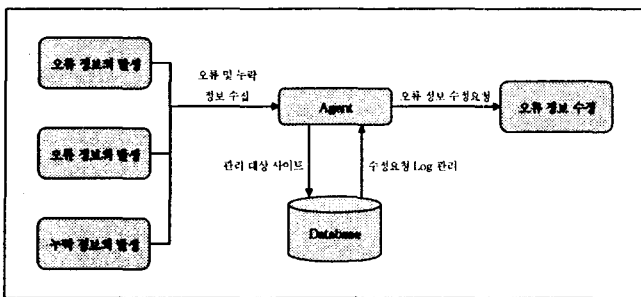 오류 정보의 발생
오류 및 누락
정보 수집
Agent
오류 정보 수정요청
오류 정보 수정
오류 정보의 발생
관리 대상 사이트
수정요청 Log 관리
누락 정보의 발생
Database